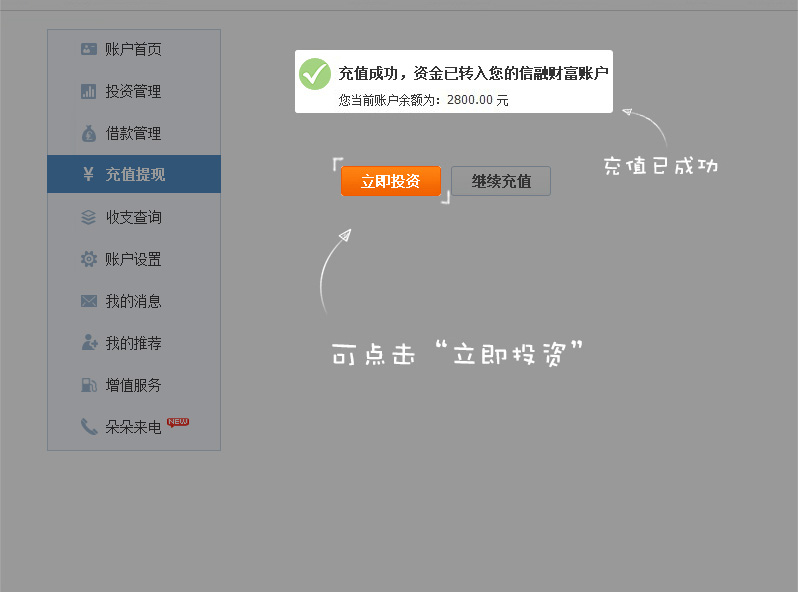 账户首页
投资管理
借款管理
¥ 充值提现
收支查询
账户设置
我的消息
我的推荐
增值服务
朵朵来电 NEW
充值成功，资金已转入您的信融财富账户
您当前账户余额为：2800.00 元
充值已成功
立即投资
继续充值
可点击“立即投资”